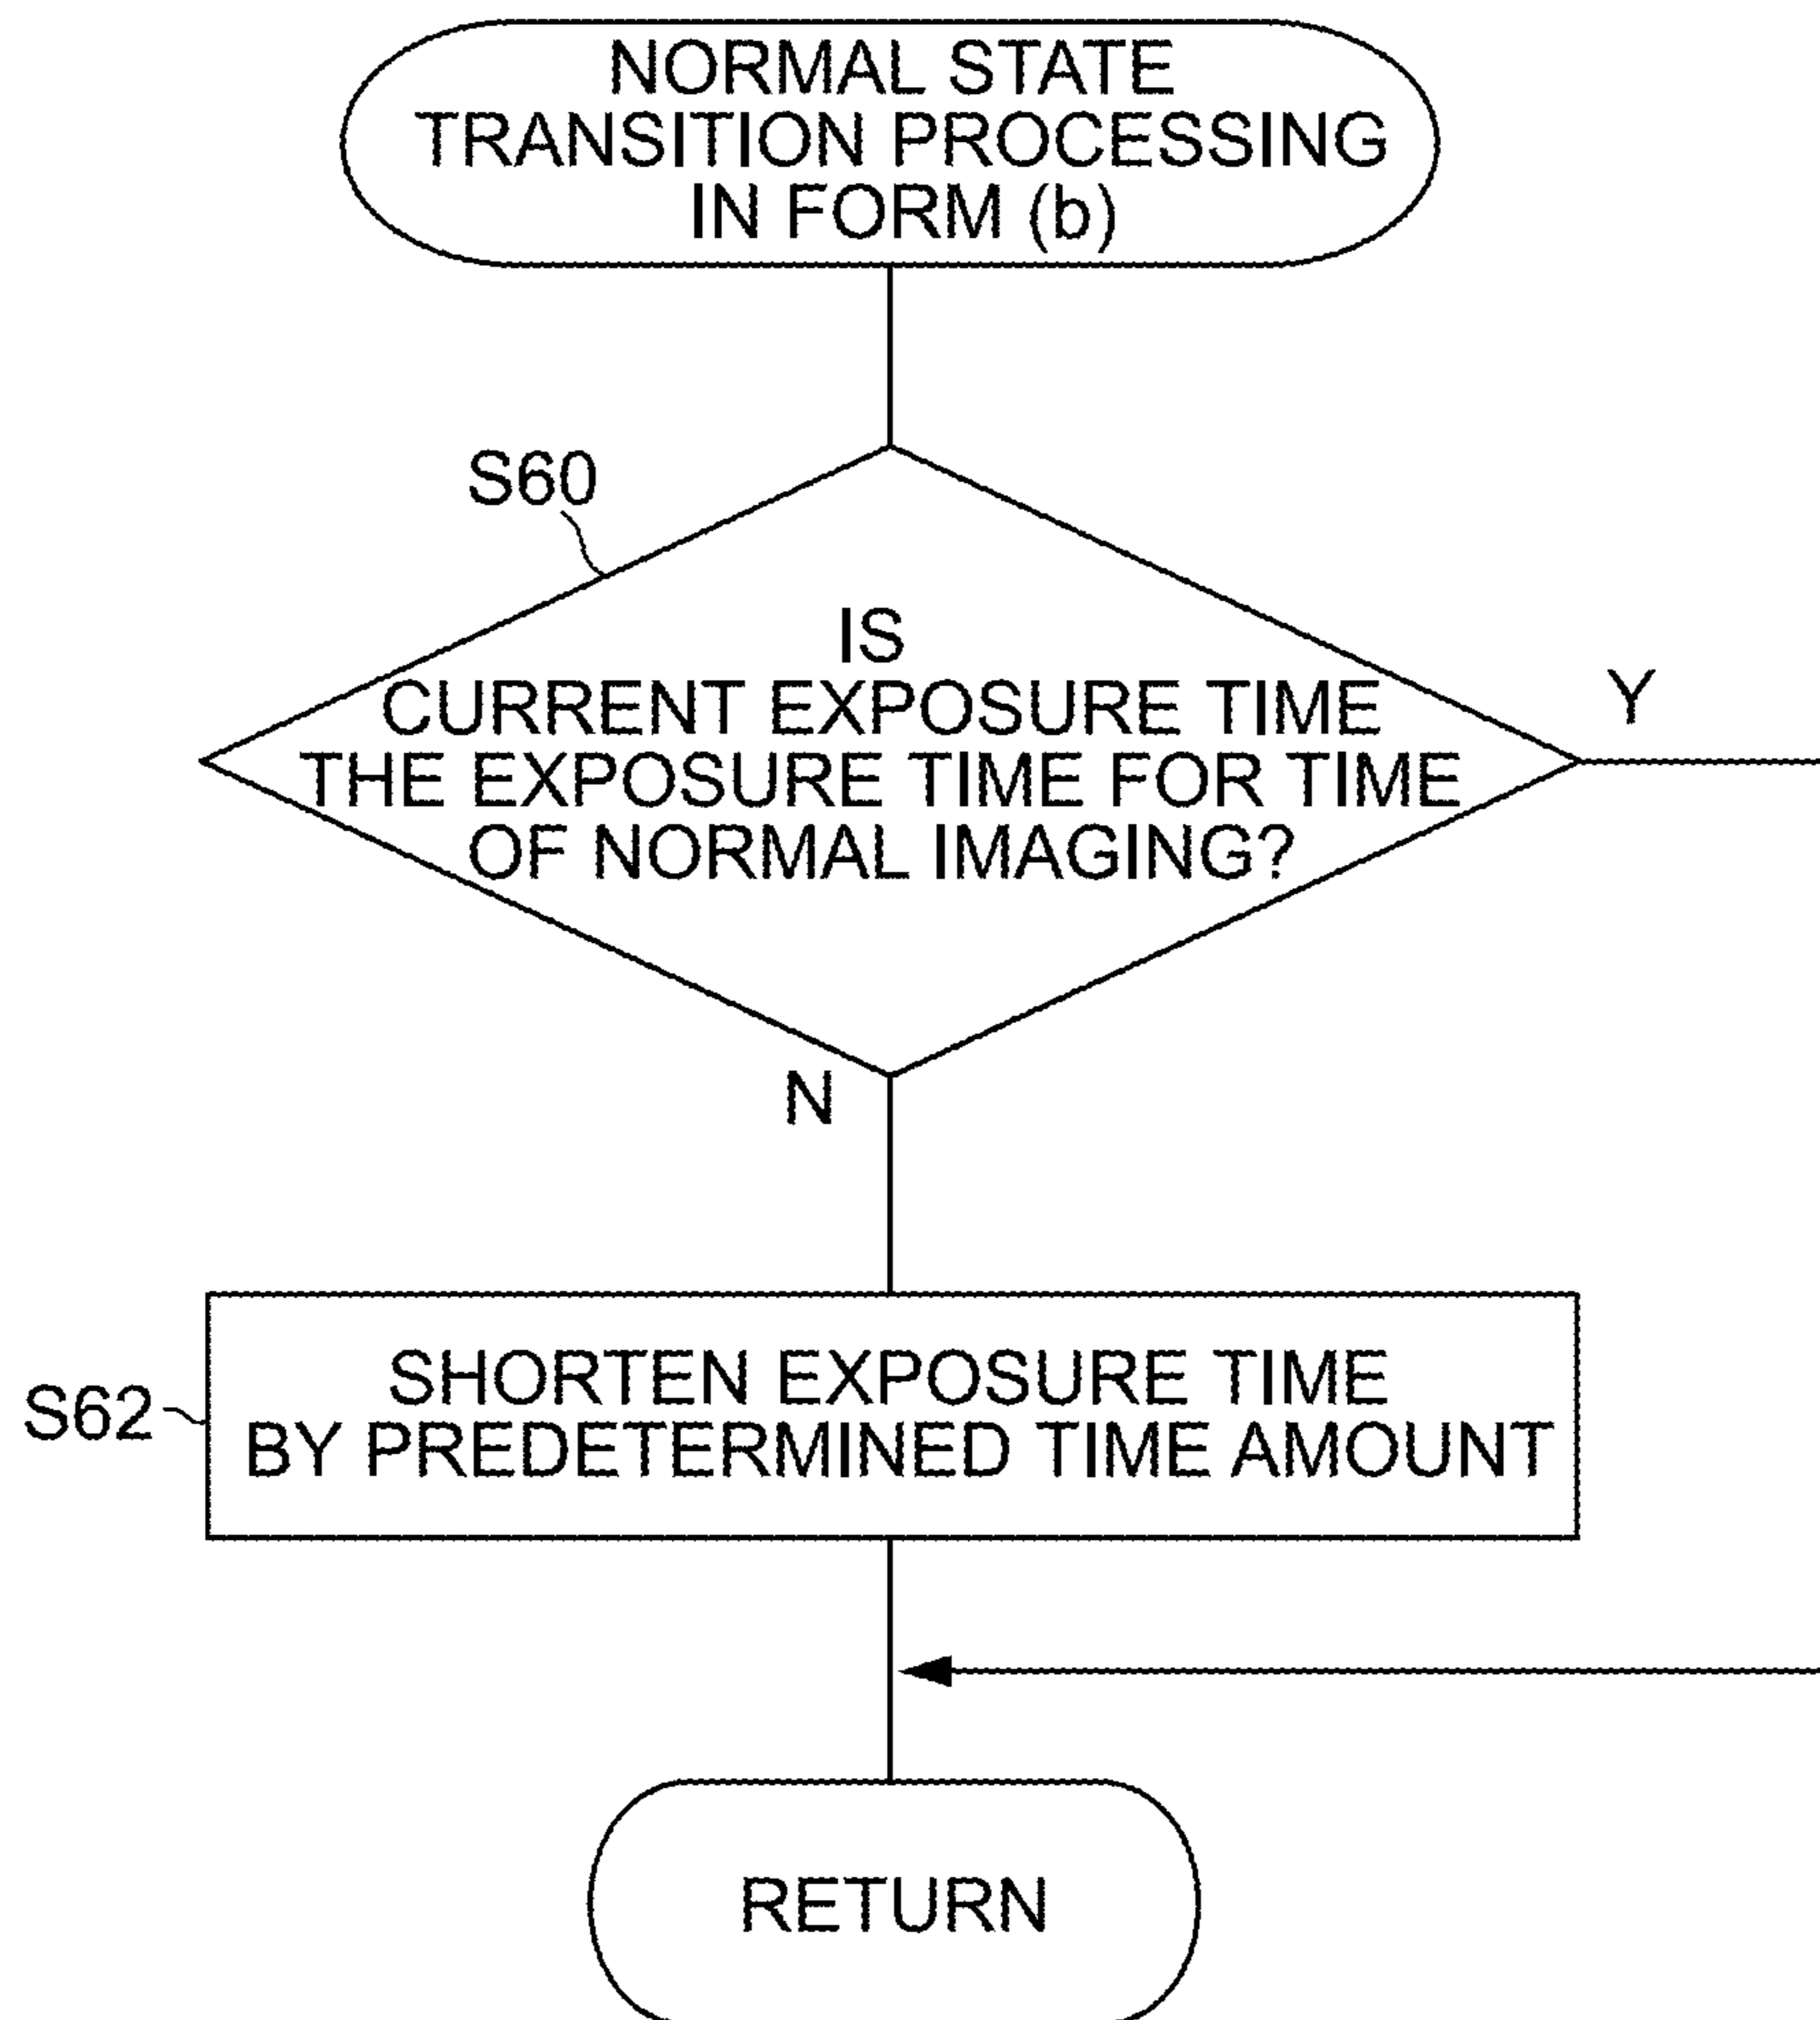 NORMAL STATE
TRANSITION PROCESSING
IN FORM (b)
S60
IS
CURRENT EXPOSURE TIME
THE EXPOSURE TIME FOR TIME
OF NORMAL IMAGING?
Y
N
S62
SHORTEN EXPOSURE TIME
BY PREDETERMINED TIME AMOUNT
RETURN